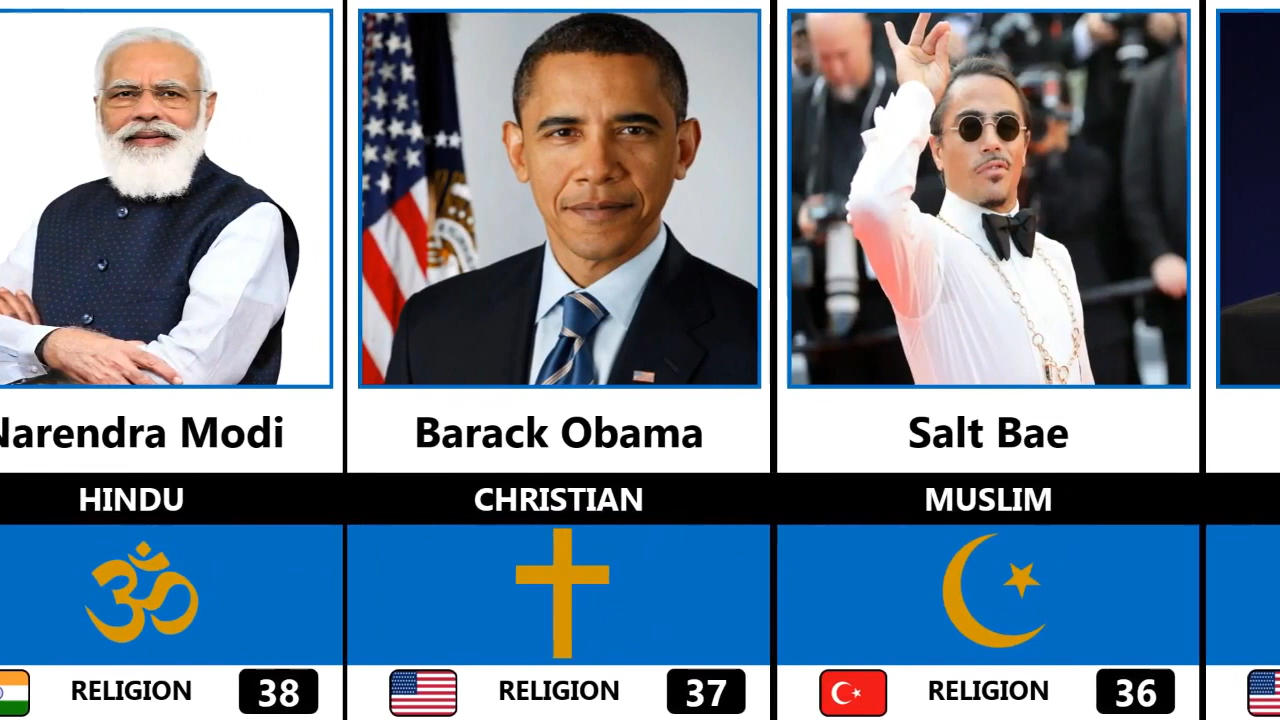 Narendra Modi
HINDU
RELIGION 38
Barack Obama
CHRISTIAN
RELIGION 37
Salt Bae
MUSLIM
RELIGION 36